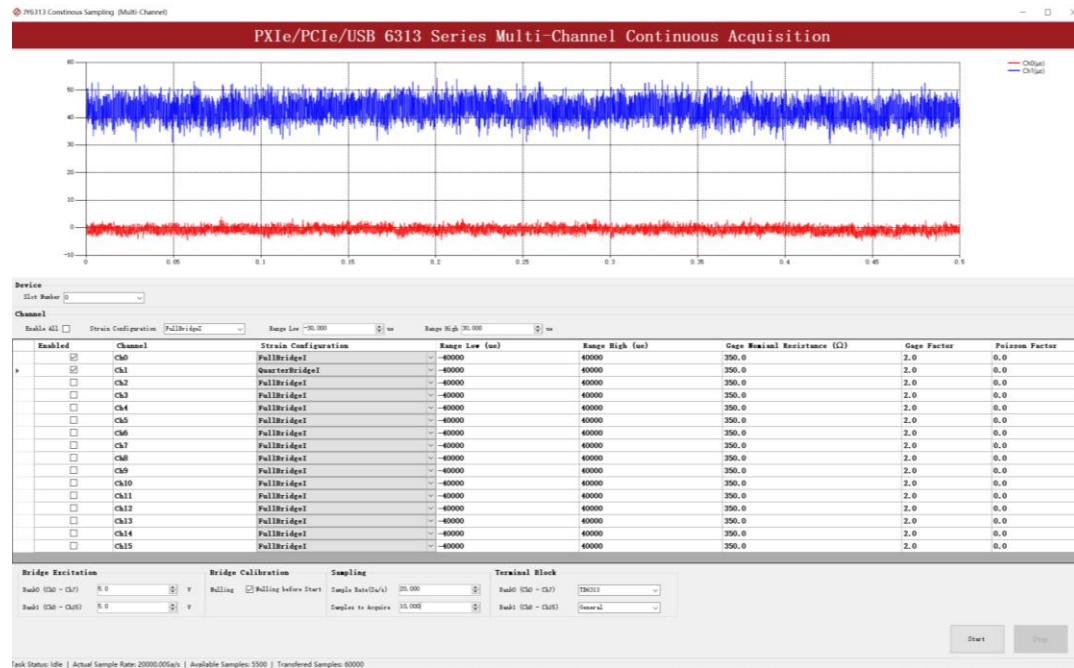 JY6313 Constinous Sampling (Multi-Channel)
PXIe/PCIe/USB 6313 Series Multi-Channel Continuous Acquisition
60
50
40
30
20
10
0
-10
0 0.05 0.1 0.15 0.2 0.25 0.3 0.35 0.4 0.45 0.5
Ch0(με)
Ch1(με)
Device
Slot Number 0
Channel
Enable All Strain Configuration FullBridgeI Range Low -30,000 ue Range High 30,000 ue
Enabled Channel Strain Configuration Range Low (ue) Range High (ue) Gage Nomianl Rezistance (Ω) Gage Factor Poizzon Factor
Ch0 FullBridgeI -40000 40000 350.0 2.0 0.0
Ch1 QuarterBridgeI -40000 40000 350.0 2.0 0.0
Ch2 FullBridgeI -40000 40000 350.0 2.0 0.0
Ch3 FullBridgeI -40000 40000 350.0 2.0 0.0
Ch4 FullBridgeI -40000 40000 350.0 2.0 0.0
Ch5 FullBridgeI -40000 40000 350.0 2.0 0.0
Ch6 FullBridgeI -40000 40000 350.0 2.0 0.0
Ch7 FullBridgeI -40000 40000 350.0 2.0 0.0
Ch8 FullBridgeI -40000 40000 350.0 2.0 0.0
Ch9 FullBridgeI -40000 40000 350.0 2.0 0.0
Ch10 FullBridgeI -40000 40000 350.0 2.0 0.0
Ch11 FullBridgeI -40000 40000 350.0 2.0 0.0
Ch12 FullBridgeI -40000 40000 350.0 2.0 0.0
Ch13 FullBridgeI -40000 40000 350.0 2.0 0.0
Ch14 FullBridgeI -40000 40000 350.0 2.0 0.0
Ch15 FullBridgeI -40000 40000 350.0 2.0 0.0
Bridge Excitation Bridge Calibration Sampling Terminal Block
Bank0 (Ch0 - Ch7) 5.0 V Nulling Nulling before Start Sample Rate(Sa/s) 20,000 Bank0 (Ch0 - Ch7) TB6313
Bank1 (Ch8 - Ch15) 5.0 V Samples to Acquire 10,000 Bank1 (Ch8 - Ch15) General
Start Stop
Task Status: Idle | Actual Sample Rate: 20000.00Sa/s | Available Samples: 5500 | Transfered Samples: 60000